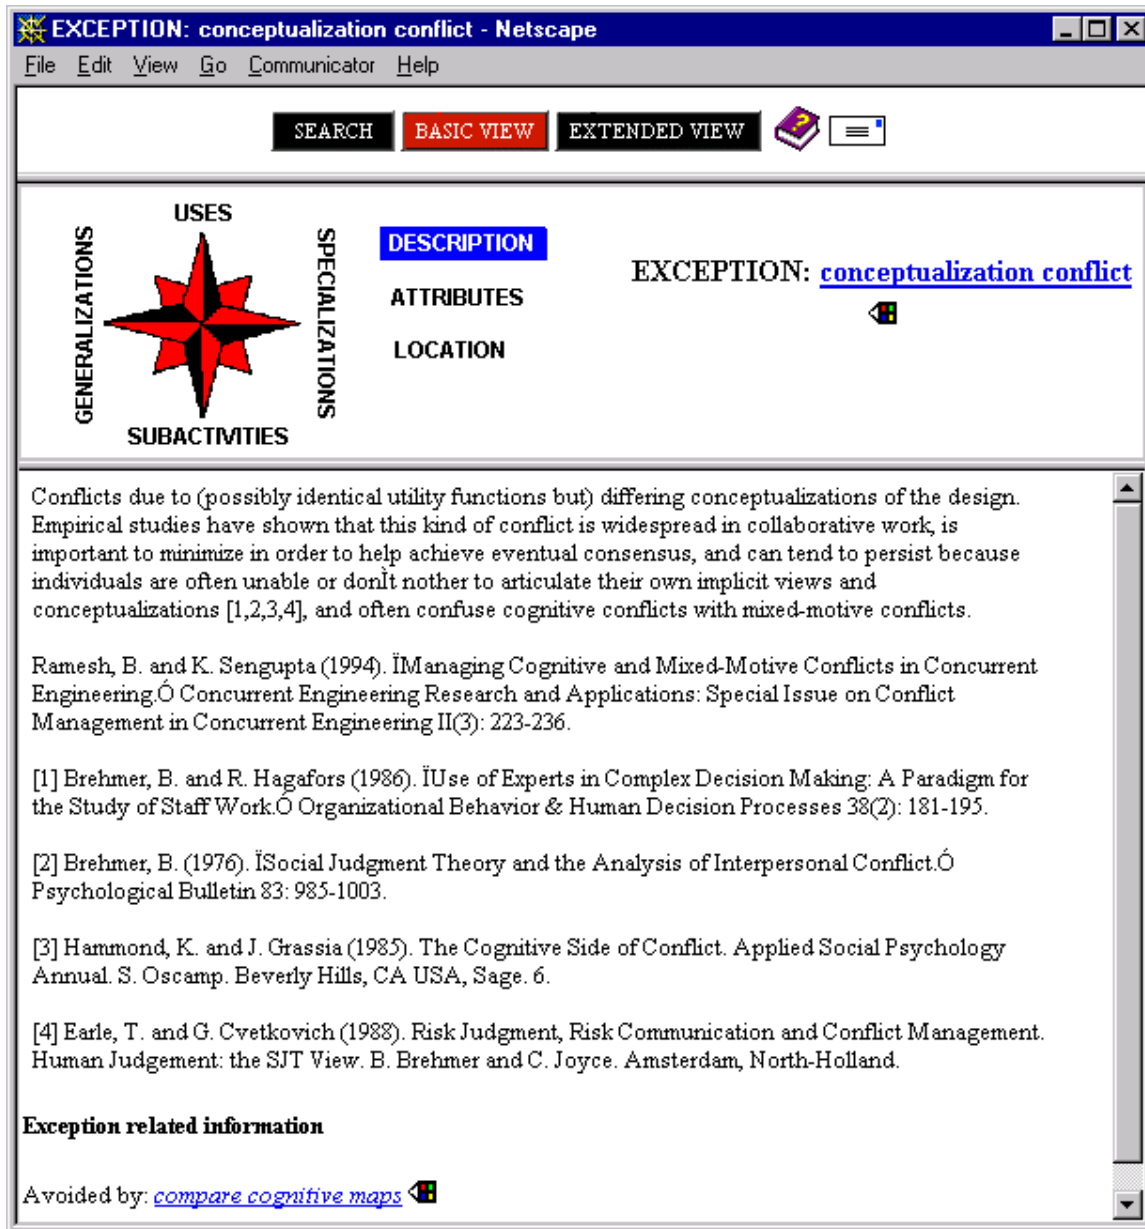 EXCEPTION: conceptualization conflict - Netscape
File Edit View Go Communicator Help
SEARCH BASIC VIEW EXTENDED VIEW
USES
GENERALIZATIONS
SPECIALIZATIONS
SUBACTIVITIES
DESCRIPTION
ATTRIBUTES
LOCATION
EXCEPTION: conceptualization conflict
Conflicts due to (possibly identical utility functions but) differing conceptualizations of the design.
Empirical studies have shown that this kind of conflict is widespread in collaborative work, is
important to minimize in order to help achieve eventual consensus, and can tend to persist because
individuals are often unable or donÌt nother to articulate their own implicit views and
conceptualizations [1,2,3,4], and often confuse cognitive conflicts with mixed-motive conflicts.
Ramesh, B. and K. Sengupta (1994). ÏManaging Cognitive and Mixed-Motive Conflicts in Concurrent
Engineering.Ó Concurrent Engineering Research and Applications: Special Issue on Conflict
Management in Concurrent Engineering II(3): 223-236.
[1] Brehmer, B. and R. Hagafors (1986). ÏUse of Experts in Complex Decision Making: A Paradigm for
the Study of Staff Work.Ó Organizational Behavior & Human Decision Processes 38(2): 181-195.
[2] Brehmer, B. (1976). ÏSocial Judgment Theory and the Analysis of Interpersonal Conflict.Ó
Psychological Bulletin 83: 985-1003.
[3] Hammond, K. and J. Grassia (1985). The Cognitive Side of Conflict. Applied Social Psychology
Annual. S. Oscamp. Beverly Hills, CA USA, Sage. 6.
[4] Earle, T. and G. Cvetkovich (1988). Risk Judgment, Risk Communication and Conflict Management.
Human Judgement: the SJT View. B. Brehmer and C. Joyce. Amsterdam, North-Holland.
Exception related information
Avoided by: compare cognitive maps